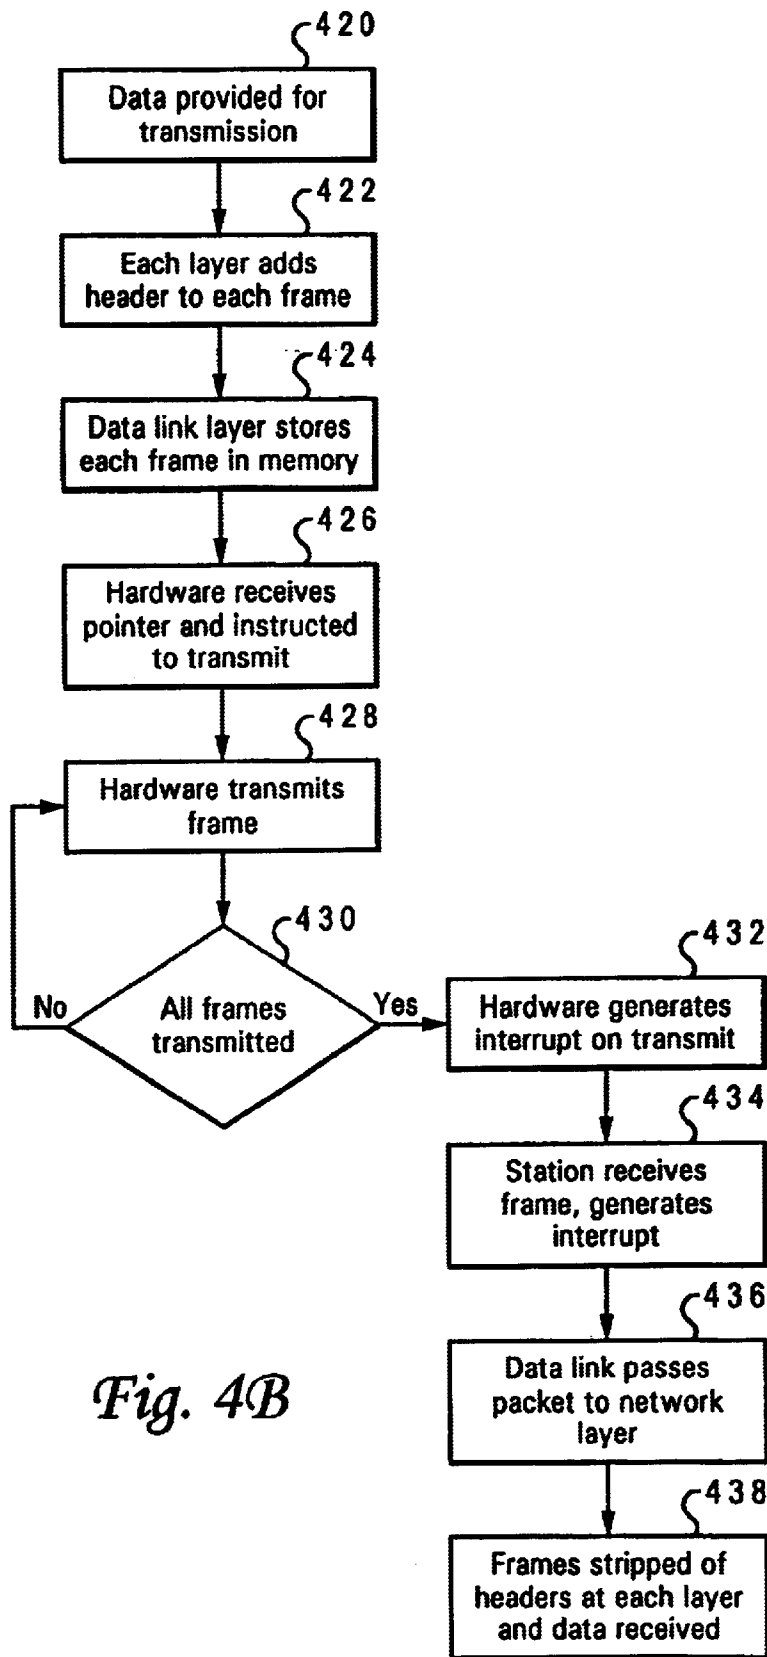 420
Data provided for
transmission
422
Each layer adds
header to each frame
424
Data link layer stores
each frame in memory
426
Hardware receives
pointer and instructed
to transmit
428
Hardware transmits
frame
430
All frames
transmitted
No
Yes
432
Hardware generates
interrupt on transmit
434
Station receives
frame, generates
interrupt
436
Data link passes
packet to network
layer
438
Frames stripped of
headers at each layer
and data received
Fig. 4B